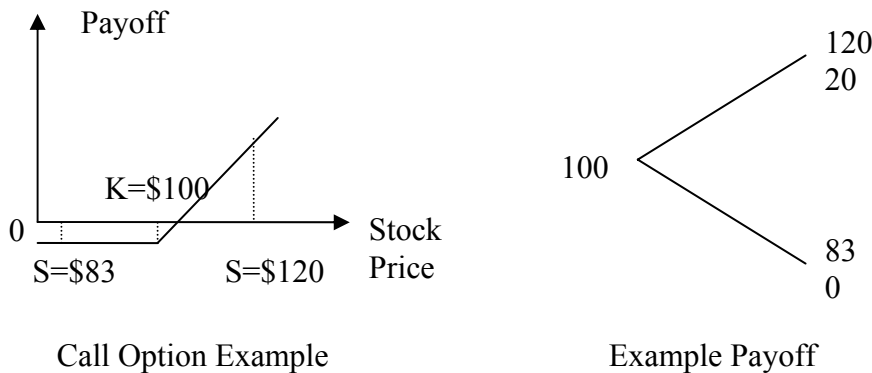 Payoff
K=$100
0
Stock
Price
S=$83
S=$120
Call Option Example
120
20
100
83
0
Example Payoff